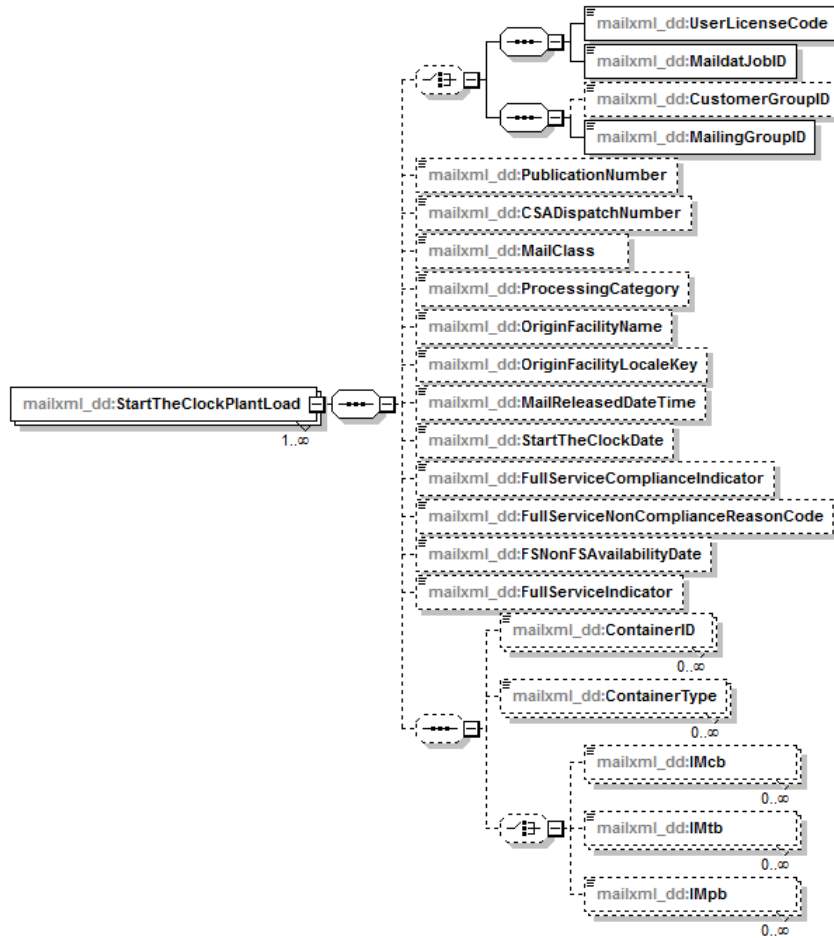 mailxml_dd:UserLicenseCode
mailxml_dd:MaildatJobID
mailxml_dd:CustomerGroupID
mailxml_dd:MailingGroupID
mailxml_dd:PublicationNumber
mailxml_dd:CSADispatchNumber
mailxml_dd:MailClass
mailxml_dd:ProcessingCategory
mailxml_dd:OriginFacilityName
mailxml_dd:OriginFacilityLocaleKey
mailxml_dd:StartTheClockPlantLoad
1..∞
mailxml_dd:MailReleasedDateTime
mailxml_dd:StartTheClockDate
mailxml_dd:FullServiceComplianceIndicator
mailxml_dd:FullServiceNonComplianceReasonCode
mailxml_dd:FSNonFSAvailabilityDate
mailxml_dd:FullServiceIndicator
mailxml_dd:ContainerID
0..∞
mailxml_dd:ContainerType
0..∞
mailxml_dd:IMcb
0..∞
mailxml_dd:IMtb
0..∞
mailxml_dd:IMpb
0..∞